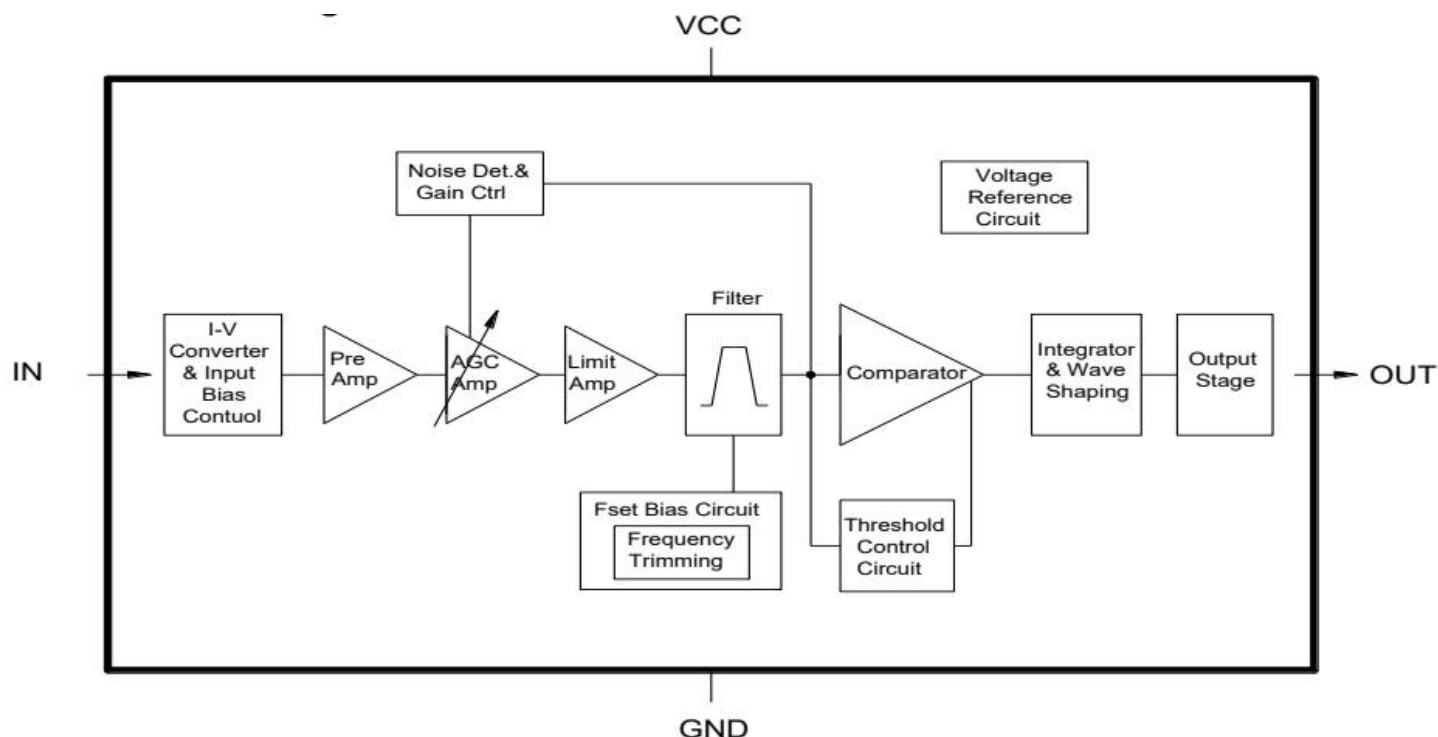 VCC
Noise Det.&
Gain Ctrl
Voltage
Reference
Circuit
Filter
I-V
Converter
& Input
Bias
Contuol
Pre
Amp
AGC
Amp
Limit
Amp
Comparator
Integrator
& Wave
Shaping
Output
Stage
IN
OUT
Fset Bias Circuit
Frequency
Trimming
Threshold
Control
Circuit
GND